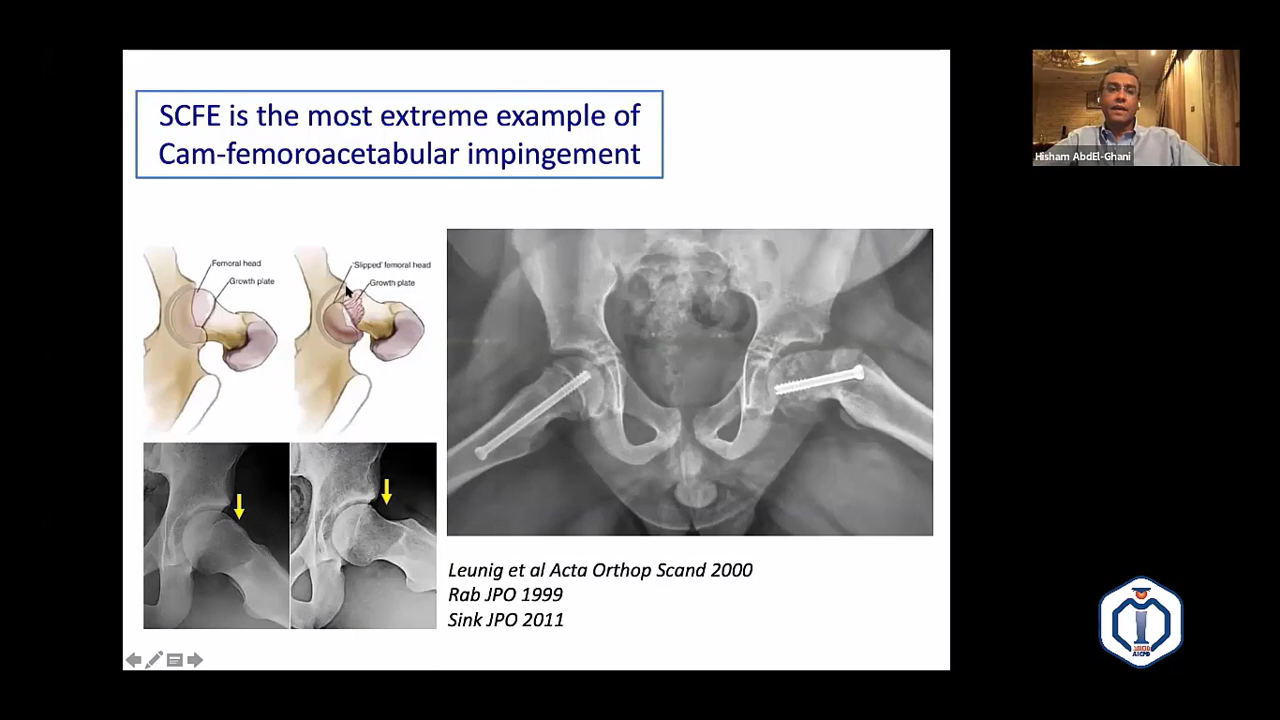 SCFE is the most extreme example of
Cam-femoroacetabular impingement
Femoral head
Growth plate
'Slipped' femoral head
Growth plate
Leunig et al Acta Orthop Scand 2000
Rab JPO 1999
Sink JPO 2011
Hisham AbdEl-Ghani